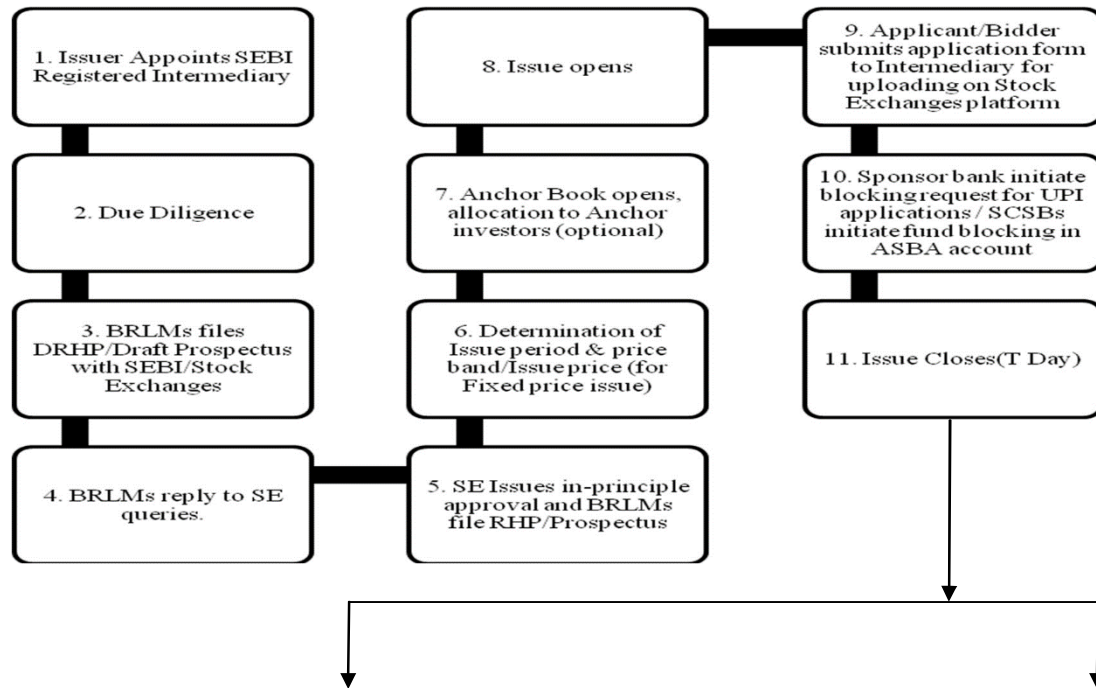 1. Issuer Appoints SEBI
Registered Intermediary
2. Due Diligence
3. BRLMs files
DRHP/Draft Prospectus
with SEBI/Stock
Exchanges
4. BRLMs reply to SE
queries.
5. SE Issues in-principle
approval and BRLMs
file RHP/Prospectus
6. Determination of
Issue period & price
band/Issue price (for
Fixed price issue)
7. Anchor Book opens,
allocation to Anchor
investors (optional)
8. Issue opens
9. Applicant/Bidder
submits application form
to Intermediary for
uploading on Stock
Exchanges platform
10. Sponsor bank initiate
blocking request for UPI
applications / SCSBs
initiate fund blocking in
ASBA account
11. Issue Closes(T Day)